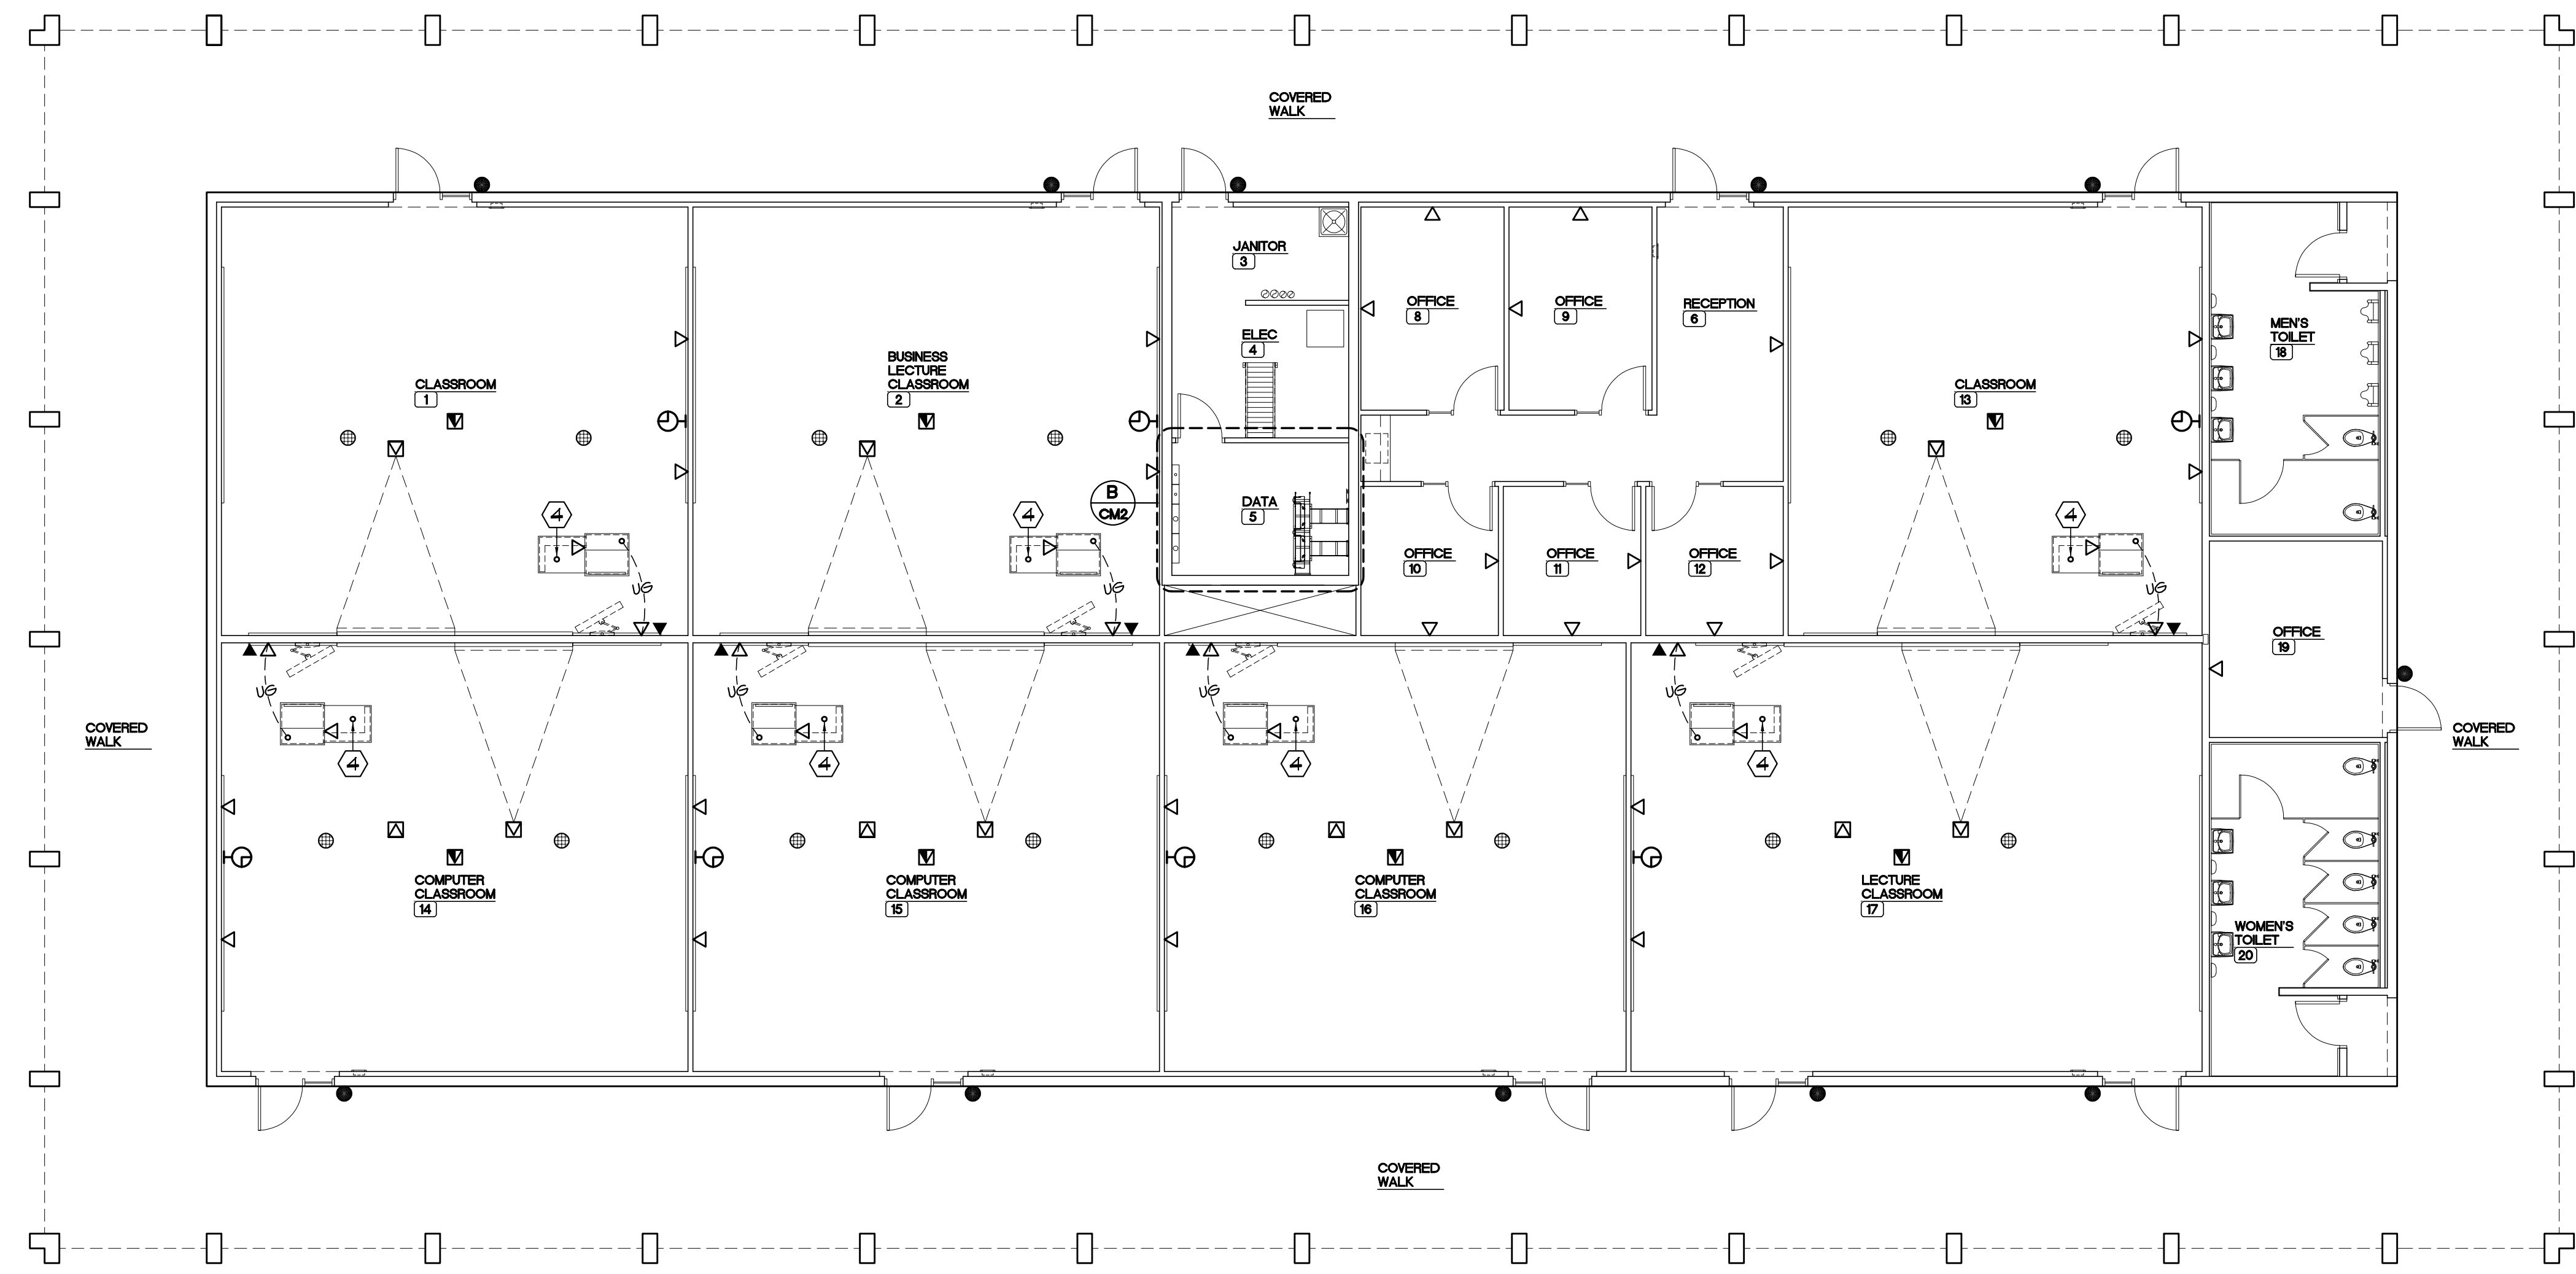 COVERED
WALK
JANITOR
3
OFFICE
8
OFFICE
9
RECEPTION
6
MEN'S
TOILET
18
ELEC
4
BUSINESS
LECTURE
CLASSROOM
2
CLASSROOM
1
CLASSROOM
13
B
CM2
DATA
5
4
4
4
OFFICE
10
OFFICE
11
OFFICE
12
UG
UG
UG
OFFICE
19
UG
UG
UG
UG
COVERED
WALK
COVERED
WALK
4
4
4
4
COMPUTER
CLASSROOM
14
COMPUTER
CLASSROOM
15
COMPUTER
CLASSROOM
16
LECTURE
CLASSROOM
17
WOMEN'S
TOILET
20
COVERED
WALK